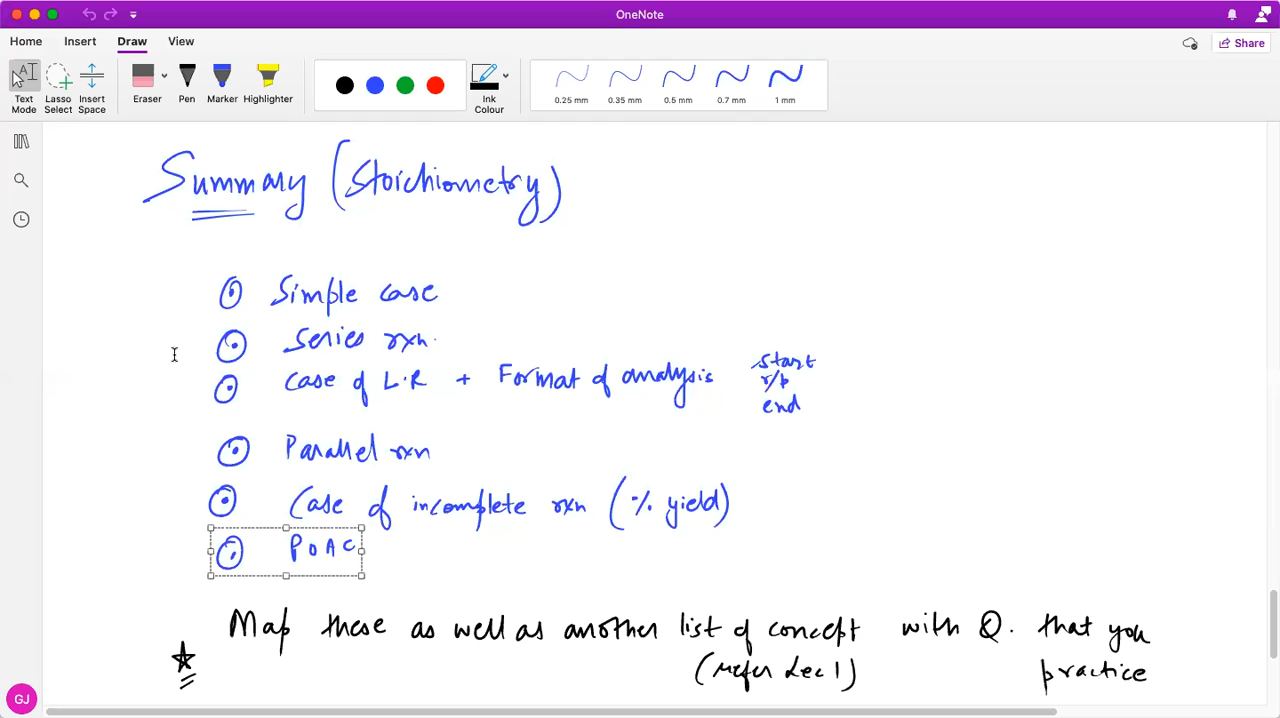 OneNote
Home Insert Draw View
Share
Text Mode
Lasso Select
Insert Space
Eraser
Pen
Marker
Highlighter
Ink Colour
0.25 mm 0.35 mm 0.5 mm 0.7 mm 1 mm
Summary (Stoichiometry)
Simple case
Series rxn.
Case of L.R + Format of analysis
start
r/p
end
Parallel rxn
Case of incomplete rxn (% yield)
POAC
Map these as well as another list of concept with Q. that you
(refer Lec 1) practice
GJ